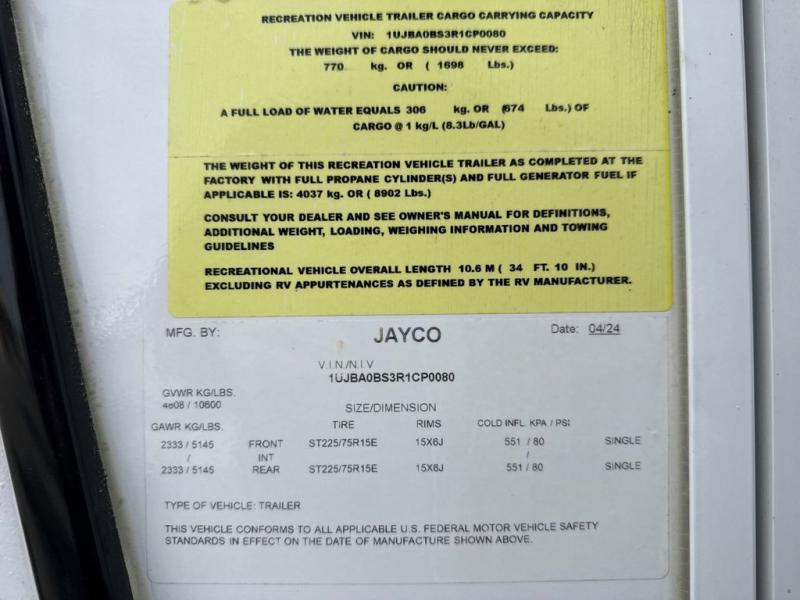 RECREATION VEHICLE TRAILER CARGO CARRYING CAPACITY
VIN: 1UJBA0BS3R1CP0080
THE WEIGHT OF CARGO SHOULD NEVER EXCEED:
770 kg. OR ( 1698 Lbs.)
CAUTION:
A FULL LOAD OF WATER EQUALS 306 kg. OR (674 Lbs.) OF
CARGO @ 1 kg/L (8.3Lb/GAL)
THE WEIGHT OF THIS RECREATION VEHICLE TRAILER AS COMPLETED AT THE
FACTORY WITH FULL PROPANE CYLINDER(S) AND FULL GENERATOR FUEL IF
APPLICABLE IS: 4037 kg. OR ( 8902 Lbs.)
CONSULT YOUR DEALER AND SEE OWNER'S MANUAL FOR DEFINITIONS,
ADDITIONAL WEIGHT, LOADING, WEIGHING INFORMATION AND TOWING
GUIDELINES
RECREATIONAL VEHICLE OVERALL LENGTH 10.6 M ( 34 FT. 10 IN.)
EXCLUDING RV APPURTENANCES AS DEFINED BY THE RV MANUFACTURER.
MFG. BY: JAYCO Date: 04/24
V.I.N./N.I.V
1UJBA0BS3R1CP0080
GVWR KG/LBS.
4808 / 10600
SIZE/DIMENSION
GAWR KG/LBS. TIRE RIMS COLD INFL. KPA / PSI
2333 / 5145 FRONT ST225/75R15E 15X6J 551 / 80 SINGLE
/ INT /
2333 / 5145 REAR ST225/75R15E 15X6J 551 / 80 SINGLE
TYPE OF VEHICLE: TRAILER
THIS VEHICLE CONFORMS TO ALL APPLICABLE U.S. FEDERAL MOTOR VEHICLE SAFETY
STANDARDS IN EFFECT ON THE DATE OF MANUFACTURE SHOWN ABOVE.